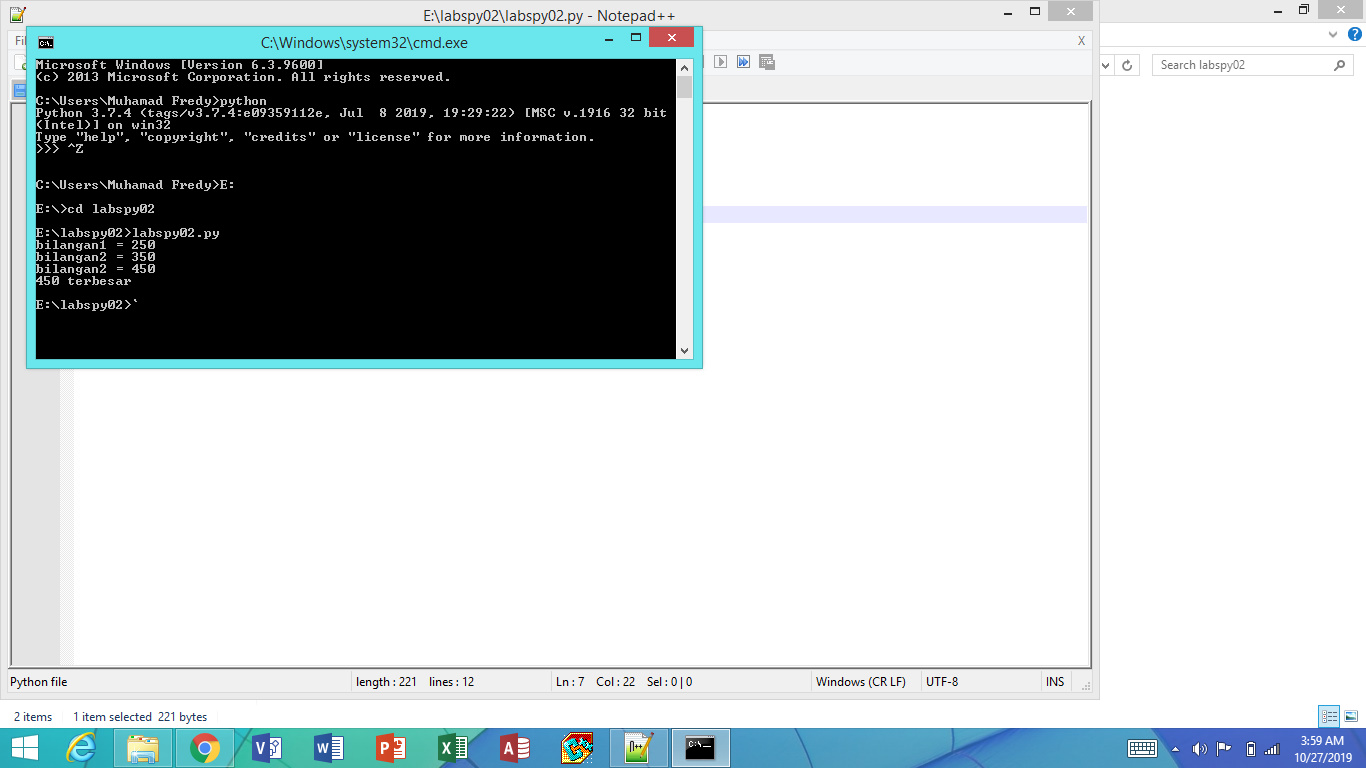 E:\labspy02\labspy02.py - Notepad++
C:\Windows\system32\cmd.exe
X
Search labspy02
Microsoft Windows [Version 6.3.9600]
(c) 2013 Microsoft Corporation. All rights reserved.
C:\Users\Muhamad Fredy>python
Python 3.7.4 (tags/v3.7.4:e09359112e, Jul  8 2019, 19:29:22) [MSC v.1916 32 bit
(Intel)] on win32
Type "help", "copyright", "credits" or "license" for more information.
>>> ^Z
C:\Users\Muhamad Fredy>E:
E:\>cd labspy02
E:\labspy02>labspy02.py
bilangan1 = 250
bilangan2 = 350
bilangan2 = 450
450 terbesar
E:\labspy02>`
Python file length : 221 lines : 12 Ln : 7 Col : 22 Sel : 0 | 0 Windows (CR LF) UTF-8 INS
2 items 1 item selected 221 bytes
3:59 AM
10/27/2019